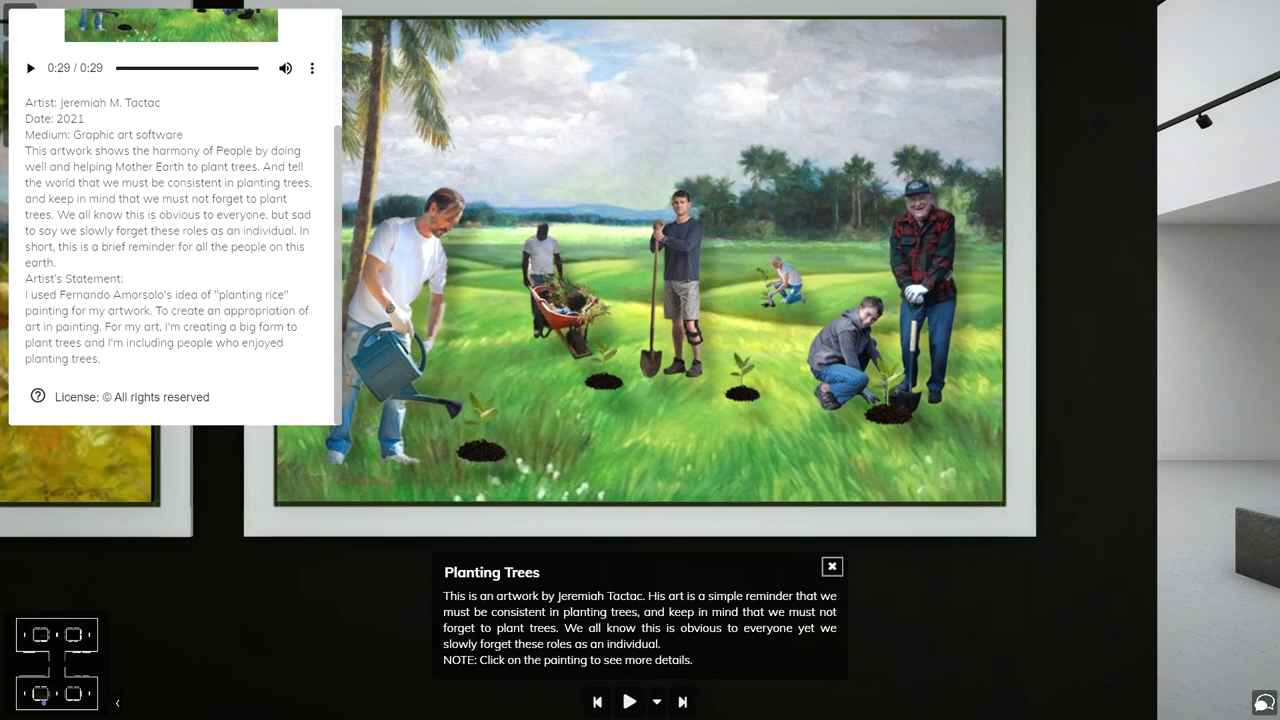 0:29 / 0:29
Artist: Jeremiah M. Tactac
Date: 2021
Medium: Graphic art software
This artwork shows the harmony of People by doing
well and helping Mother Earth to plant trees. And tell
the world that we must be consistent in planting trees,
and keep in mind that we must not forget to plant
trees. We all know this is obvious to everyone, but sad
to say we slowly forget these roles as an individual. In
short, this is a brief reminder for all the people on this
earth.
Artist's Statement:
I used Fernando Amorsolo's idea of "planting rice"
painting for my artwork. To create an appropriation of
art in painting. For my art, I'm creating a big farm to
plant trees and I'm including people who enjoyed
planting trees.
License: © All rights reserved
Planting Trees
This is an artwork by Jeremiah Tactac. His art is a simple reminder that we
must be consistent in planting trees, and keep in mind that we must not
forget to plant trees. We all know this is obvious to everyone yet we
slowly forget these roles as an individual.
NOTE: Click on the painting to see more details.